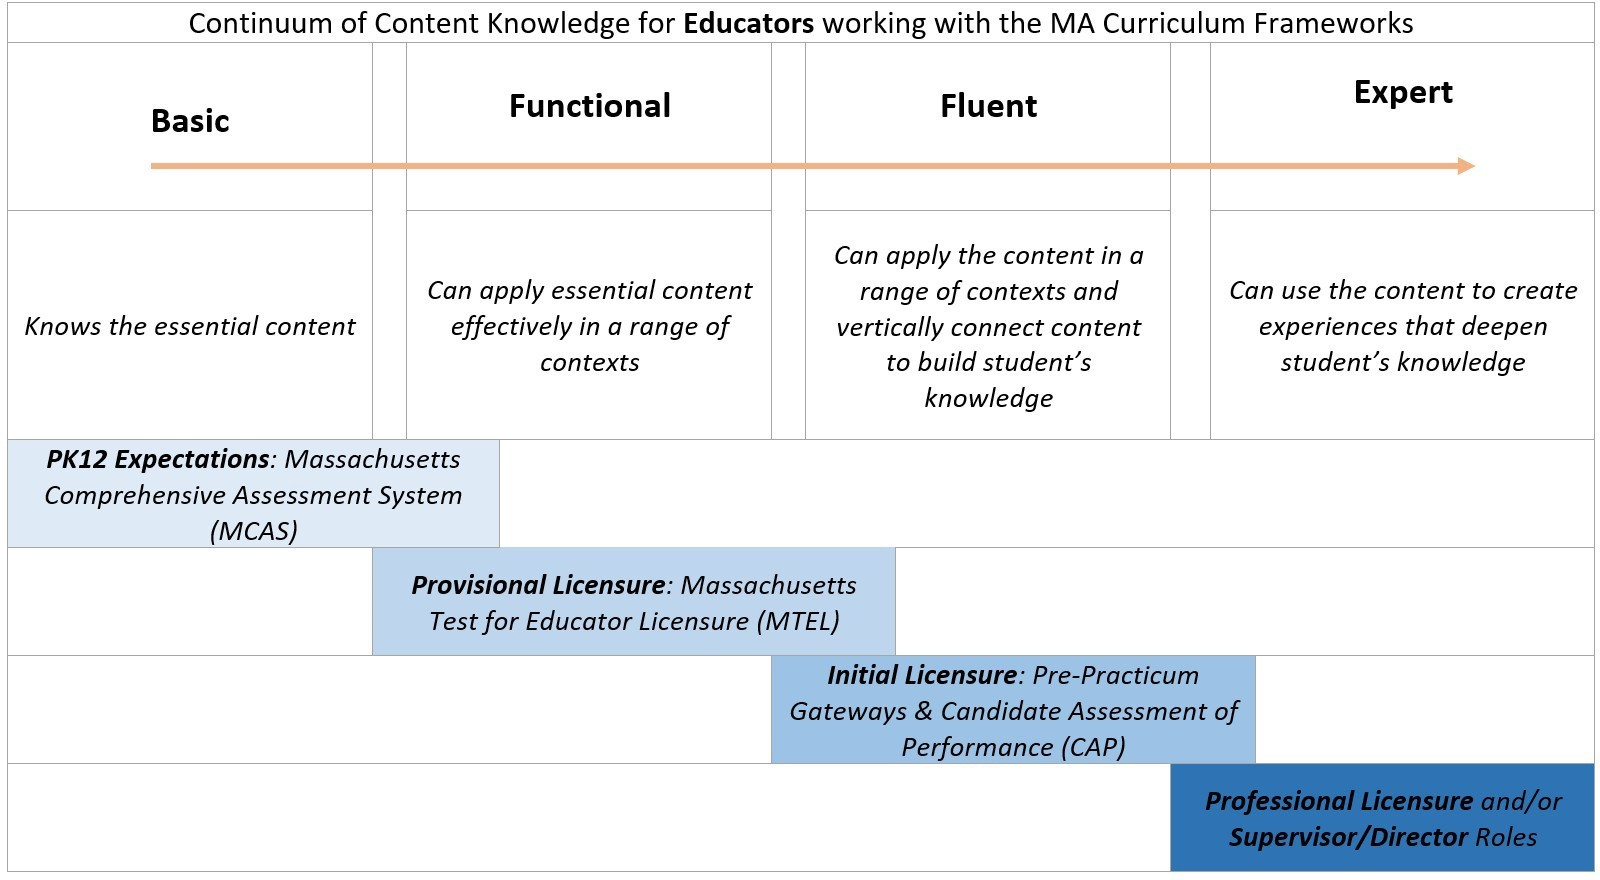 Continuum of Content Knowledge for Educators working with the MA Curriculum Frameworks
Basic
Functional
Fluent
Expert
Knows the essential content
Can apply essential content
effectively in a range of
contexts
Can apply the content in a
range of contexts and
vertically connect content
to build student’s
knowledge
Can use the content to create
experiences that deepen
student’s knowledge
PK12 Expectations: Massachusetts
Comprehensive Assessment System
(MCAS)
Provisional Licensure: Massachusetts
Test for Educator Licensure (MTEL)
Initial Licensure: Pre-Practicum
Gateways & Candidate Assessment of
Performance (CAP)
Professional Licensure and/or
Supervisor/Director Roles